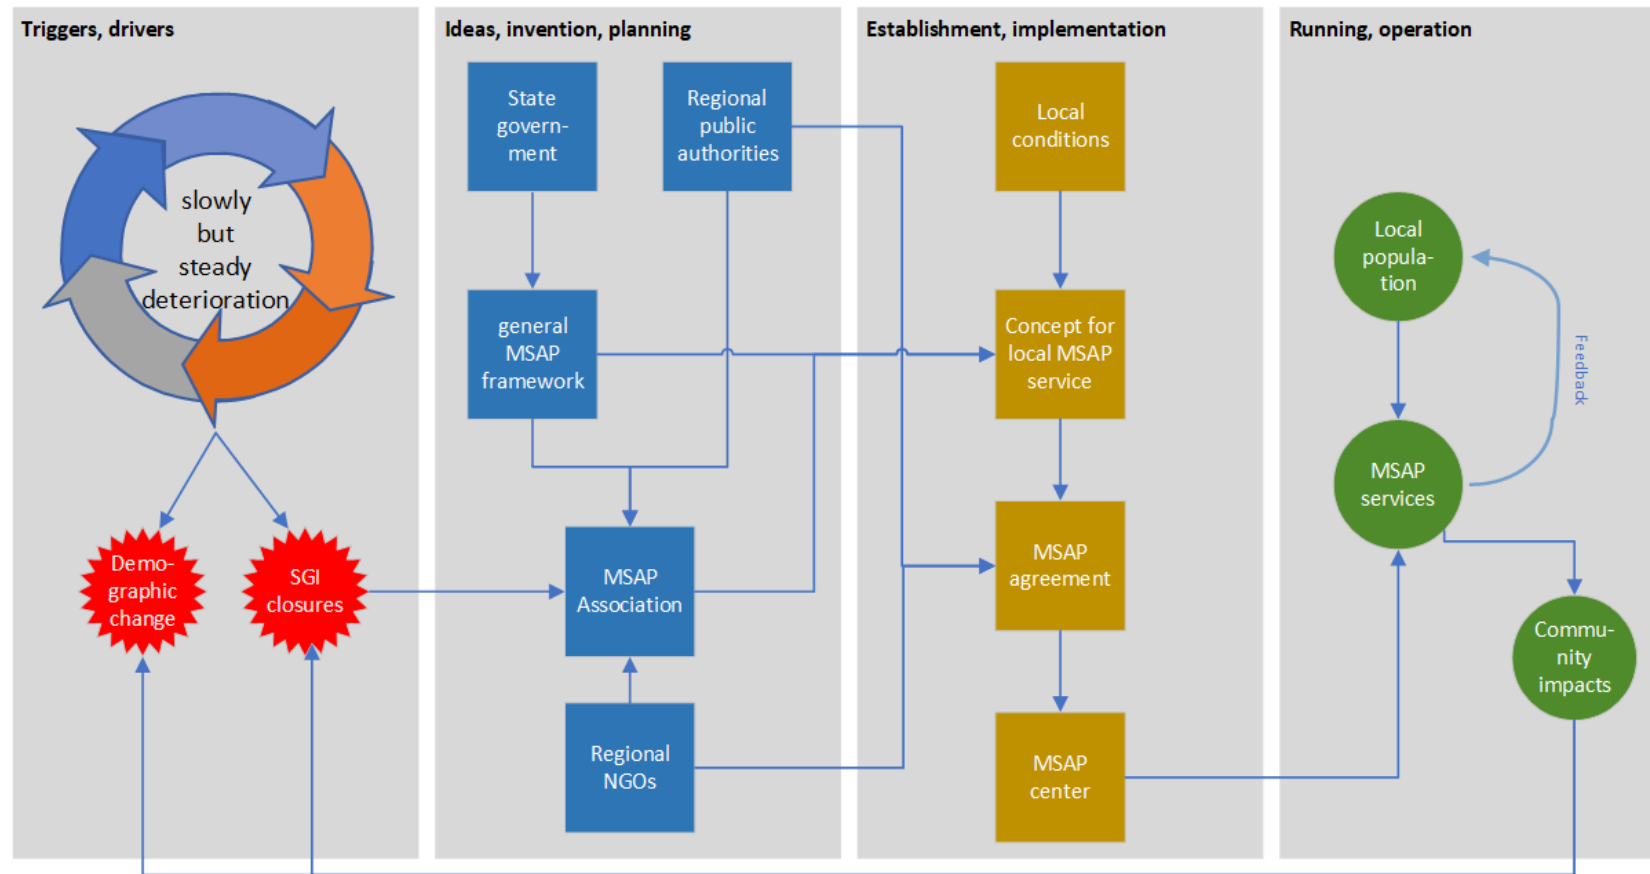 Triggers, drivers
slowly
but
steady
deterioration
Demo-
graphic
change
SGI
closures
Ideas, invention, planning
State
govern-
ment
Regional
public
authorities
general
MSAP
framework
MSAP
Association
Regional
NGOs
Establishment, implementation
Local
conditions
Concept for
local MSAP
service
MSAP
agreement
MSAP
center
Running, operation
Local
popula-
tion
Feedback
MSAP
services
Commu-
nity
impacts